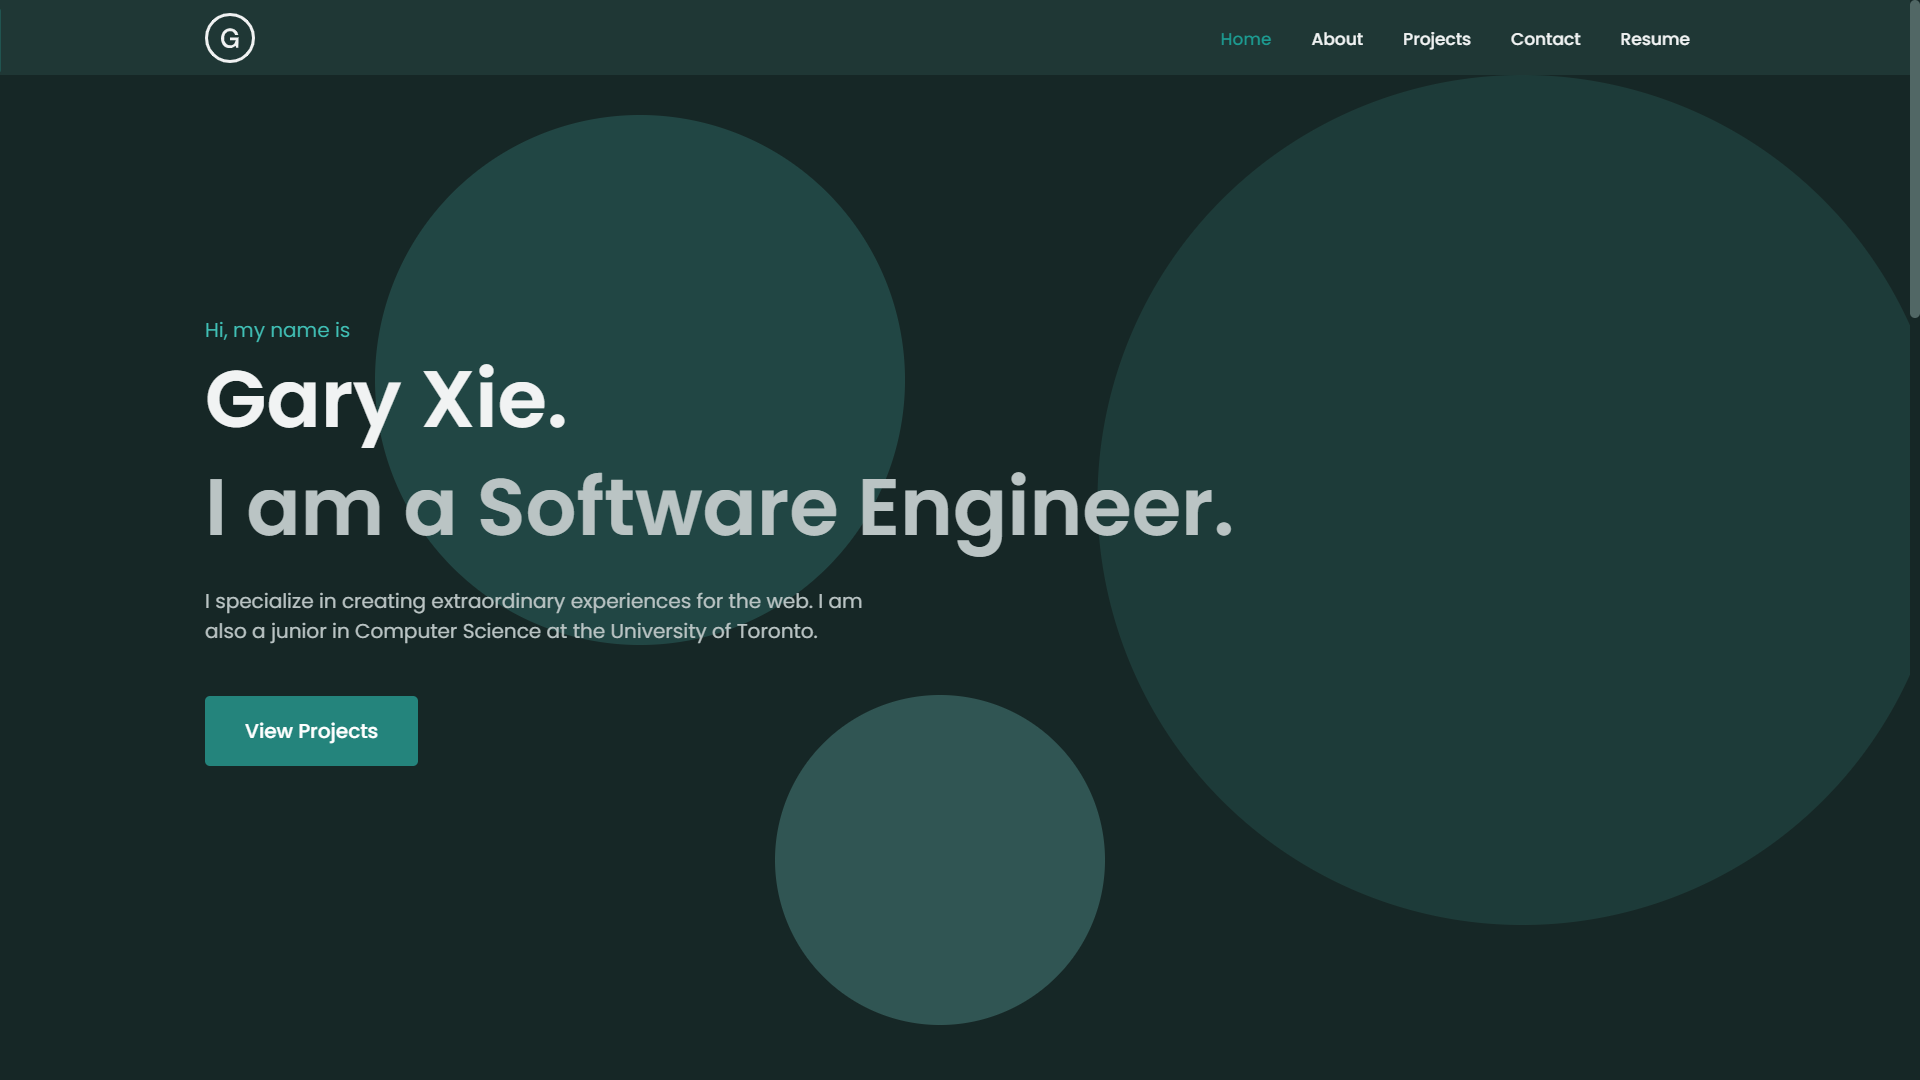 G
Home About Projects Contact Resume
Hi, my name is
Gary Xie.
I am a Software Engineer.
I specialize in creating extraordinary experiences for the web. I am
also a junior in Computer Science at the University of Toronto.
View Projects